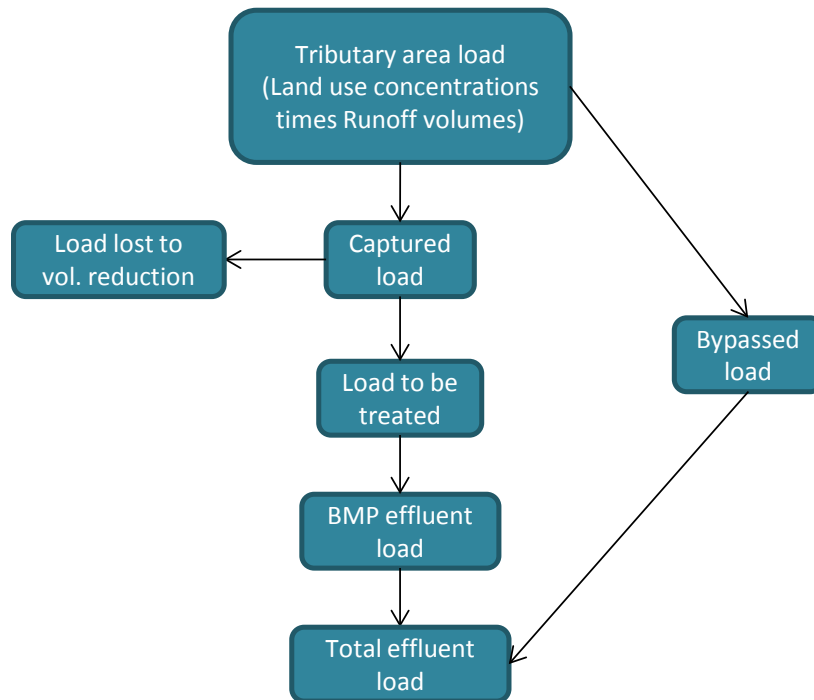 Tributary area load
(Land use concentrations
times Runoff volumes)
Load lost to
vol. reduction
Captured
load
Bypassed
load
Load to be
treated
BMP effluent
load
Total effluent
load